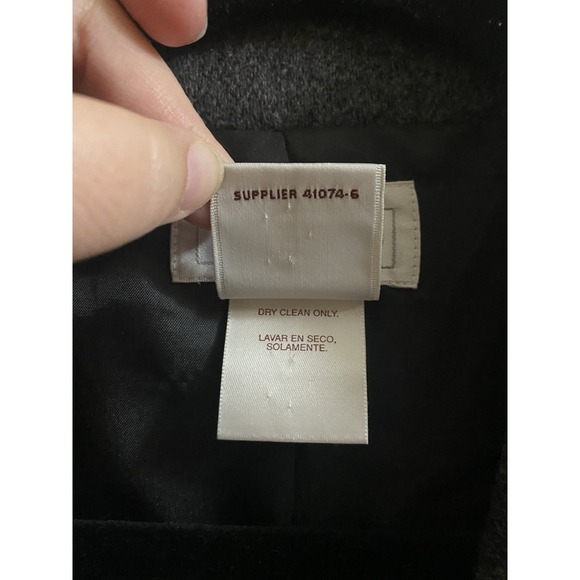 SUPPLIER 41074-6
DRY CLEAN ONLY.
LAVAR EN SECO,
SOLAMENTE.